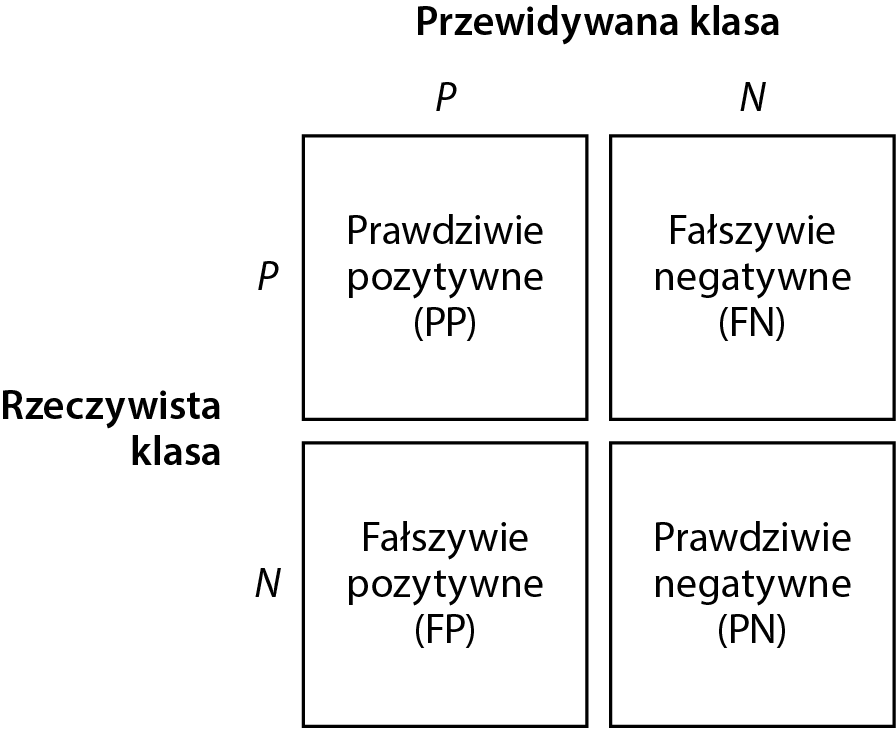 Przewidywana klasa
P N
P
Prawdziwie
pozytywne
(PP)
Fałszywie
negatywne
(FN)
Rzeczywista
klasa
N
Fałszywie
pozytywne
(FP)
Prawdziwie
negatywne
(PN)